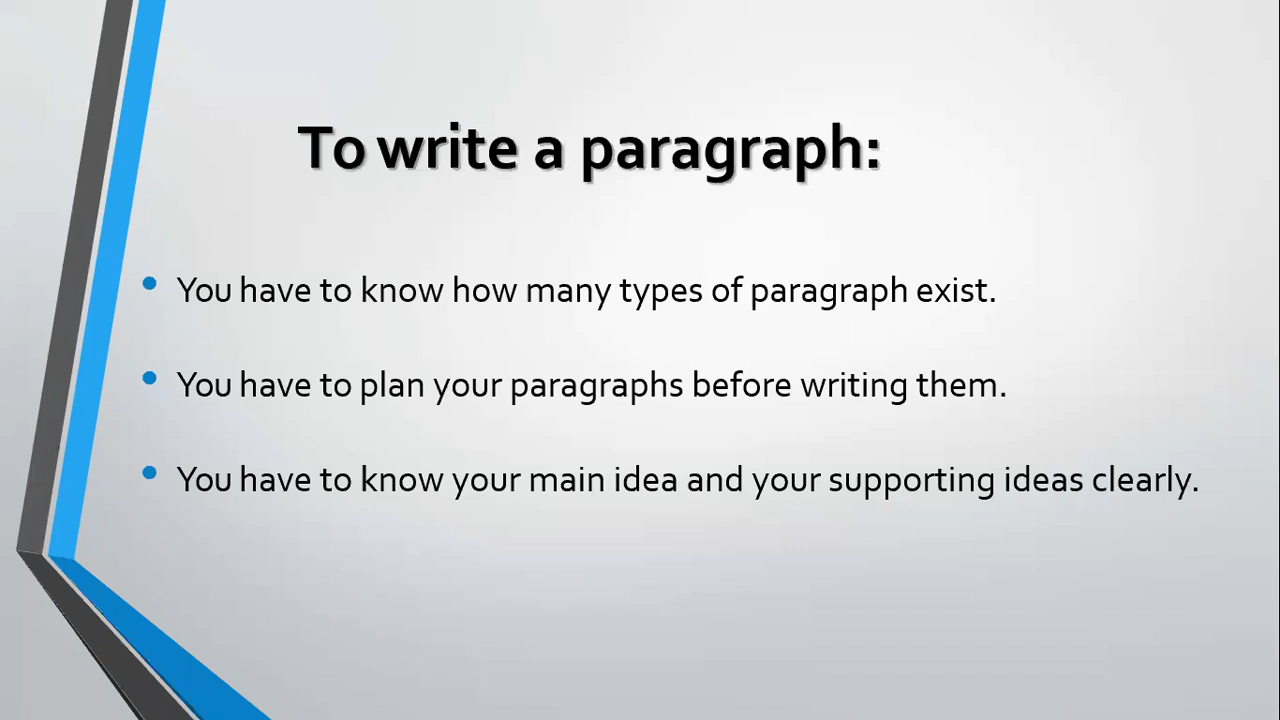 To write a paragraph:
• You have to know how many types of paragraph exist.
• You have to plan your paragraphs before writing them.
• You have to know your main idea and your supporting ideas clearly.